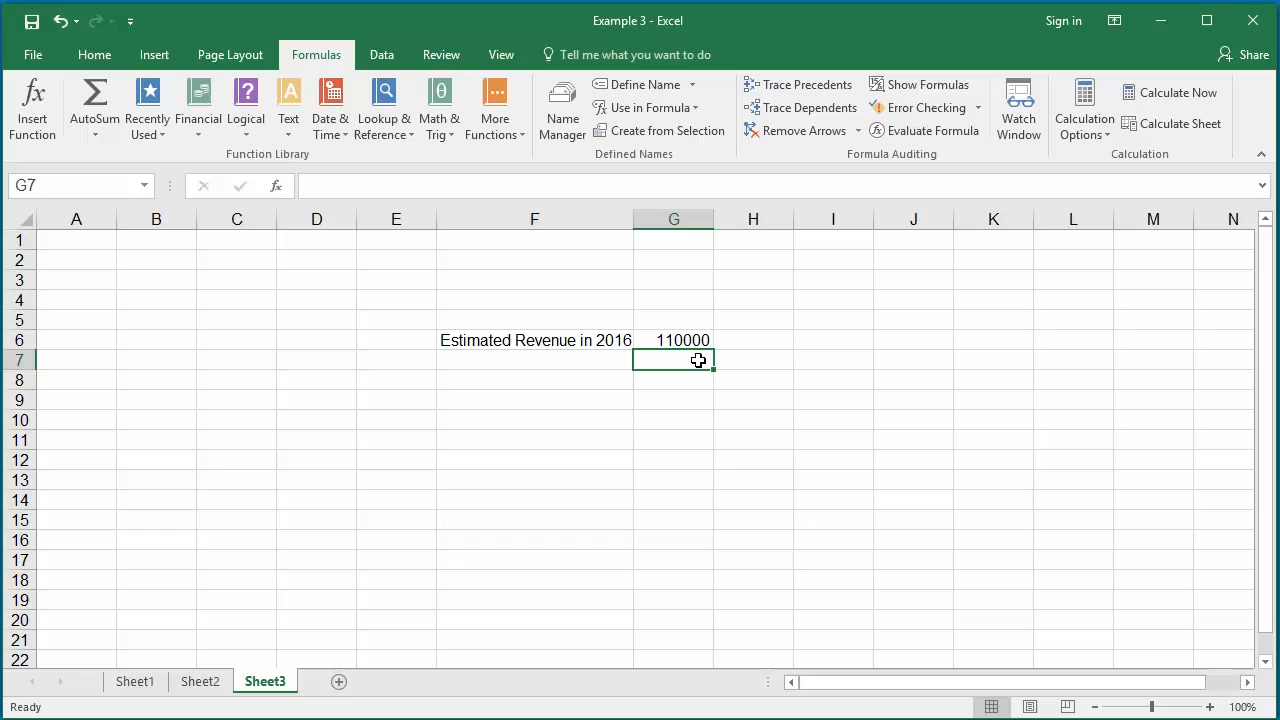 Example 3 - Excel
Sign in
File Home Insert Page Layout Formulas Data Review View Tell me what you want to do Share
fx Insert Function
Σ AutoSum
Recently Used
Financial
? Logical
A Text
Date & Time
Lookup & Reference
θ Math & Trig
More Functions
Function Library
Name Manager
Define Name
Use in Formula
Create from Selection
Defined Names
Trace Precedents
Trace Dependents
Remove Arrows
Show Formulas
Error Checking
Evaluate Formula
Formula Auditing
Watch Window
Calculation Options
Calculate Now
Calculate Sheet
Calculation
G7 fx
A B C D E F G H I J K L M N
1
2
3
4
5
6 Estimated Revenue in 2016 110000
7
8
9
10
11
12
13
14
15
16
17
18
19
20
21
22
Sheet1 Sheet2 Sheet3
Ready 100%